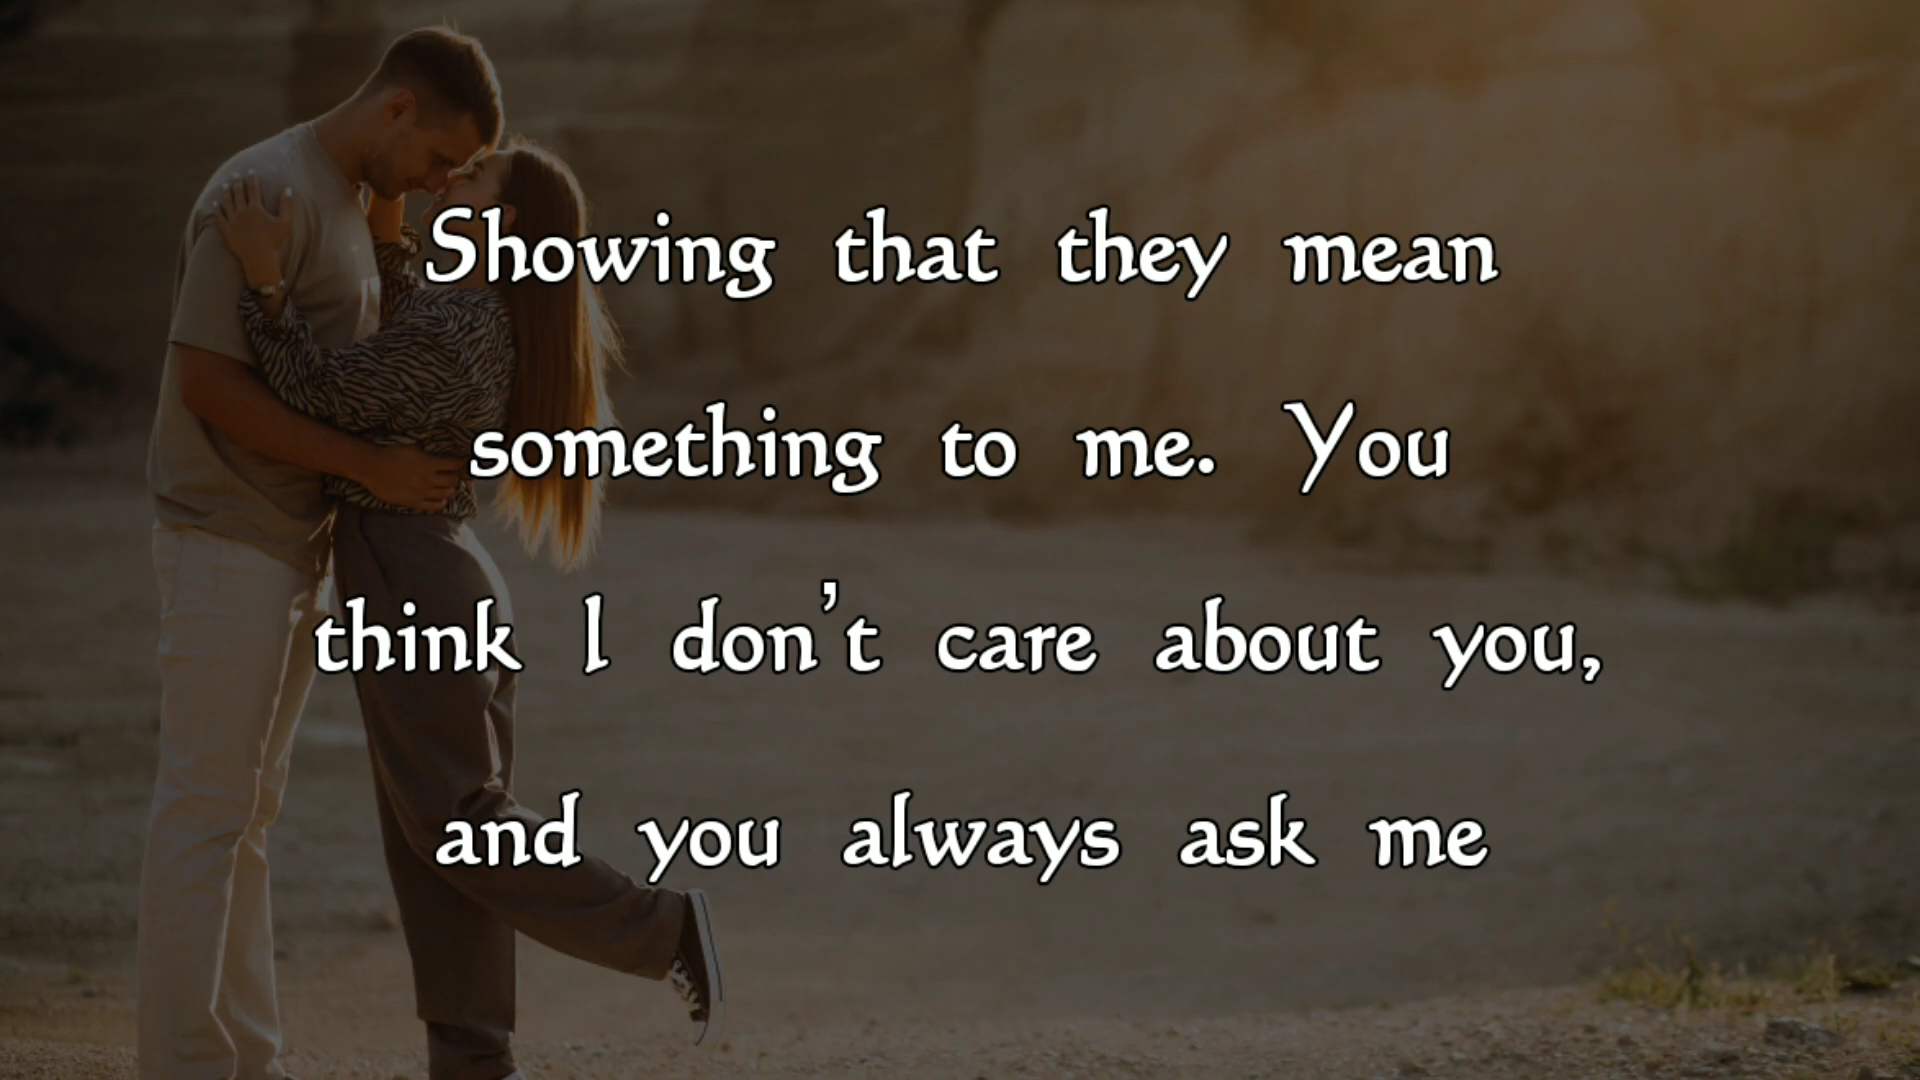 Showing that they mean
something to me. You
think I don't care about you,
and you always ask me